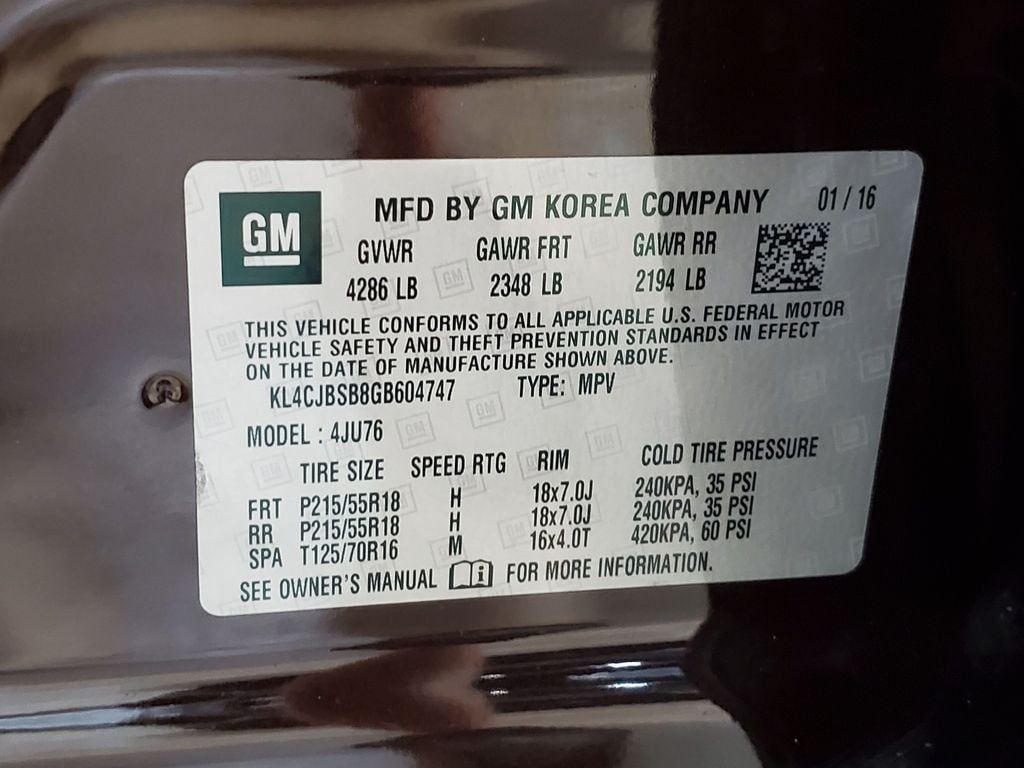 GM
MFD BY GM KOREA COMPANY 01 / 16
GVWR GAWR FRT GAWR RR
4286 LB 2348 LB 2194 LB
THIS VEHICLE CONFORMS TO ALL APPLICABLE U.S. FEDERAL MOTOR
VEHICLE SAFETY AND THEFT PREVENTION STANDARDS IN EFFECT
ON THE DATE OF MANUFACTURE SHOWN ABOVE.
KL4CJBSB8GB604747 TYPE: MPV
MODEL : 4JU76
TIRE SIZE SPEED RTG RIM COLD TIRE PRESSURE
FRT P215/55R18 H 18x7.0J 240KPA, 35 PSI
RR P215/55R18 H 18x7.0J 240KPA, 35 PSI
SPA T125/70R16 M 16x4.0T 420KPA, 60 PSI
SEE OWNER'S MANUAL FOR MORE INFORMATION.